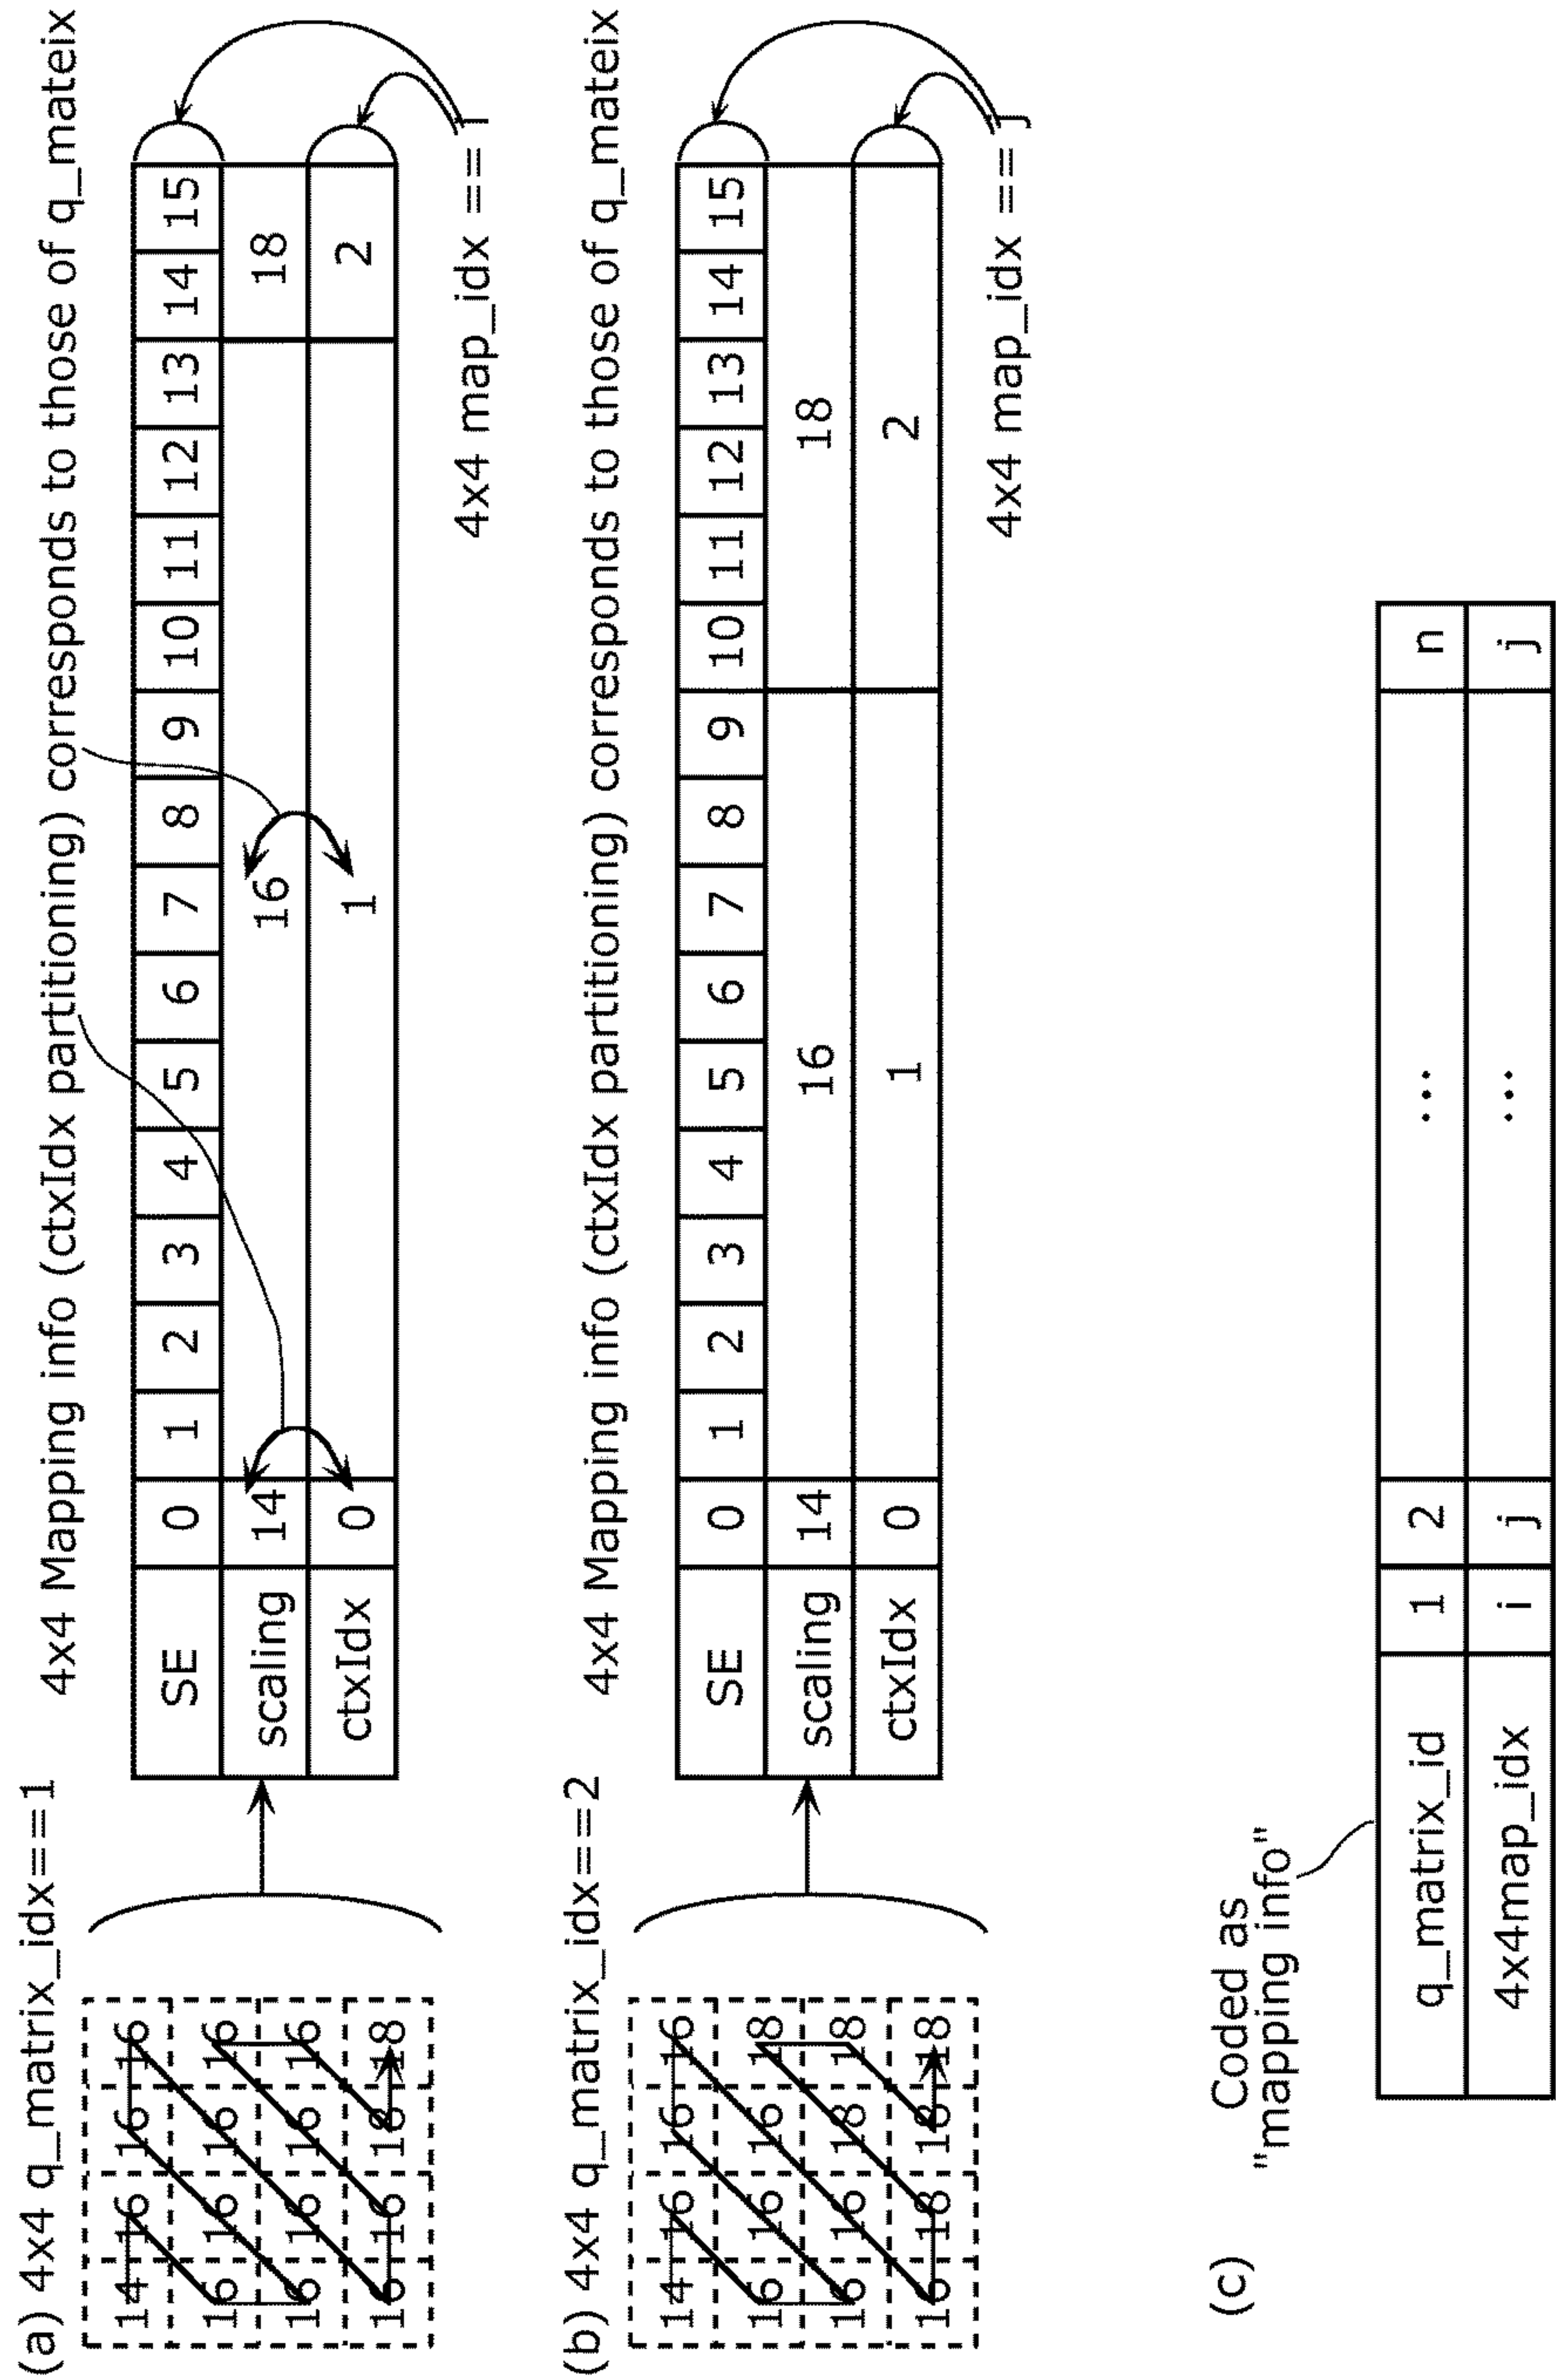 (a) 4x4 q_matrix_idx==1
4x4 Mapping info (ctxIdx partitioning) corresponds to those of q_mateix
14 16 16 16
16 16 16 16
16 16 16 16
16 16 18 18
SE 0 1 2 3 4 5 6 7 8 9 10 11 12 13 14 15
scaling 14 16 18
ctxIdx 0 1 2
4x4 map_idx == i
(b) 4x4 q_matrix_idx==2
4x4 Mapping info (ctxIdx partitioning) corresponds to those of q_mateix
14 16 16 16
16 16 16 18
16 16 18 18
16 18 18 18
SE 0 1 2 3 4 5 6 7 8 9 10 11 12 13 14 15
scaling 14 16 18
ctxIdx 0 1 2
4x4 map_idx == j
(c)
Coded as
"mapping info"
q_matrix_id 1 2 ... n
4x4map_idx i j ... j